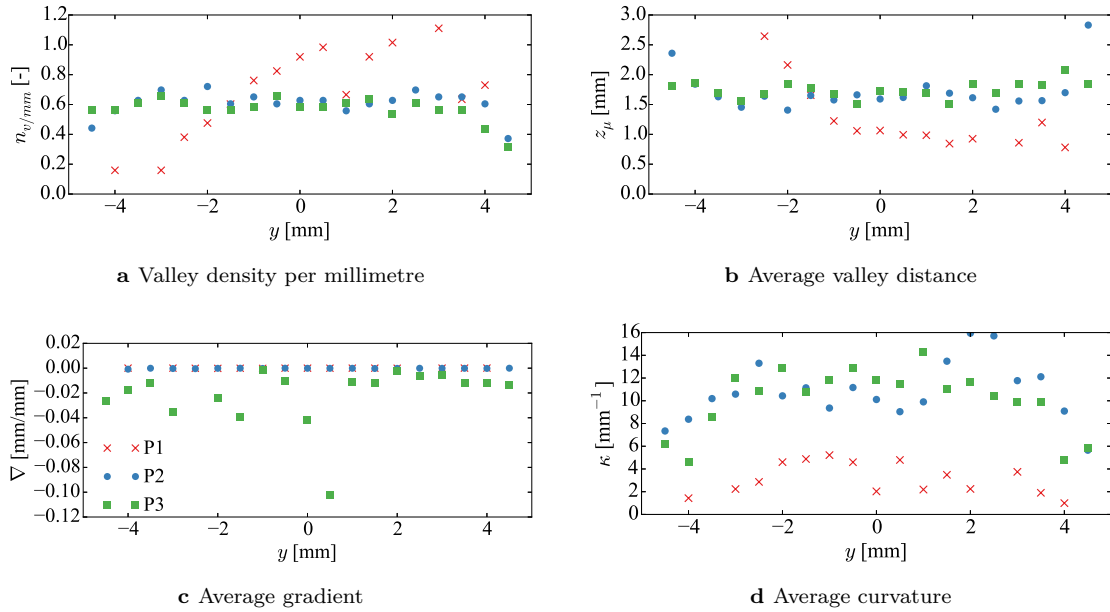 1.2
1.0
0.8
0.6
0.4
0.2
0.0
n_{v/mm} [-]
−4 −2 0 2 4
y [mm]
a Valley density per millimetre
3.0
2.5
2.0
1.5
1.0
0.5
0.0
z_μ [mm]
−4 −2 0 2 4
y [mm]
b Average valley distance
0.02
0.00
−0.02
−0.04
−0.06
−0.08
−0.10
−0.12
∇ [mm/mm]
P1
P2
P3
−4 −2 0 2 4
y [mm]
c Average gradient
16
14
12
10
8
6
4
2
0
κ [mm⁻¹]
−4 −2 0 2 4
y [mm]
d Average curvature